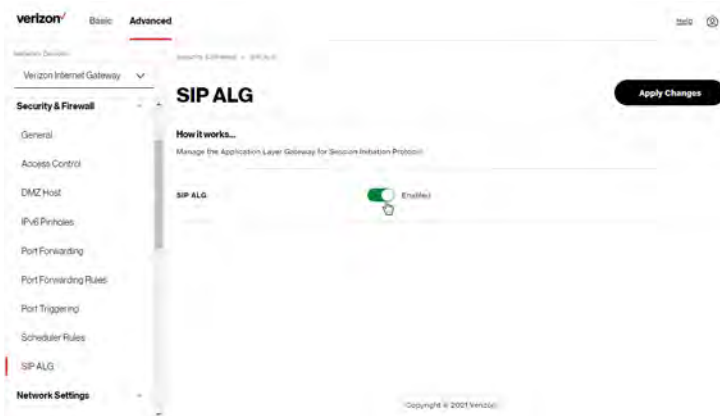 verizon✓ Basic Advanced Help
Network Devices
Verizon Internet Gateway
Security & Firewall > SIP ALG
SIP ALG
Apply Changes
Security & Firewall -
General
How it works...
Manage the Application Layer Gateway for Session Initiation Protocol.
Access Control
DMZ Host
SIP ALG Enabled
IPv6 Pinholes
Port Forwarding
Port Forwarding Rules
Port Triggering
Scheduler Rules
SIP ALG
Network Settings
Copyright © 2021 Verizon